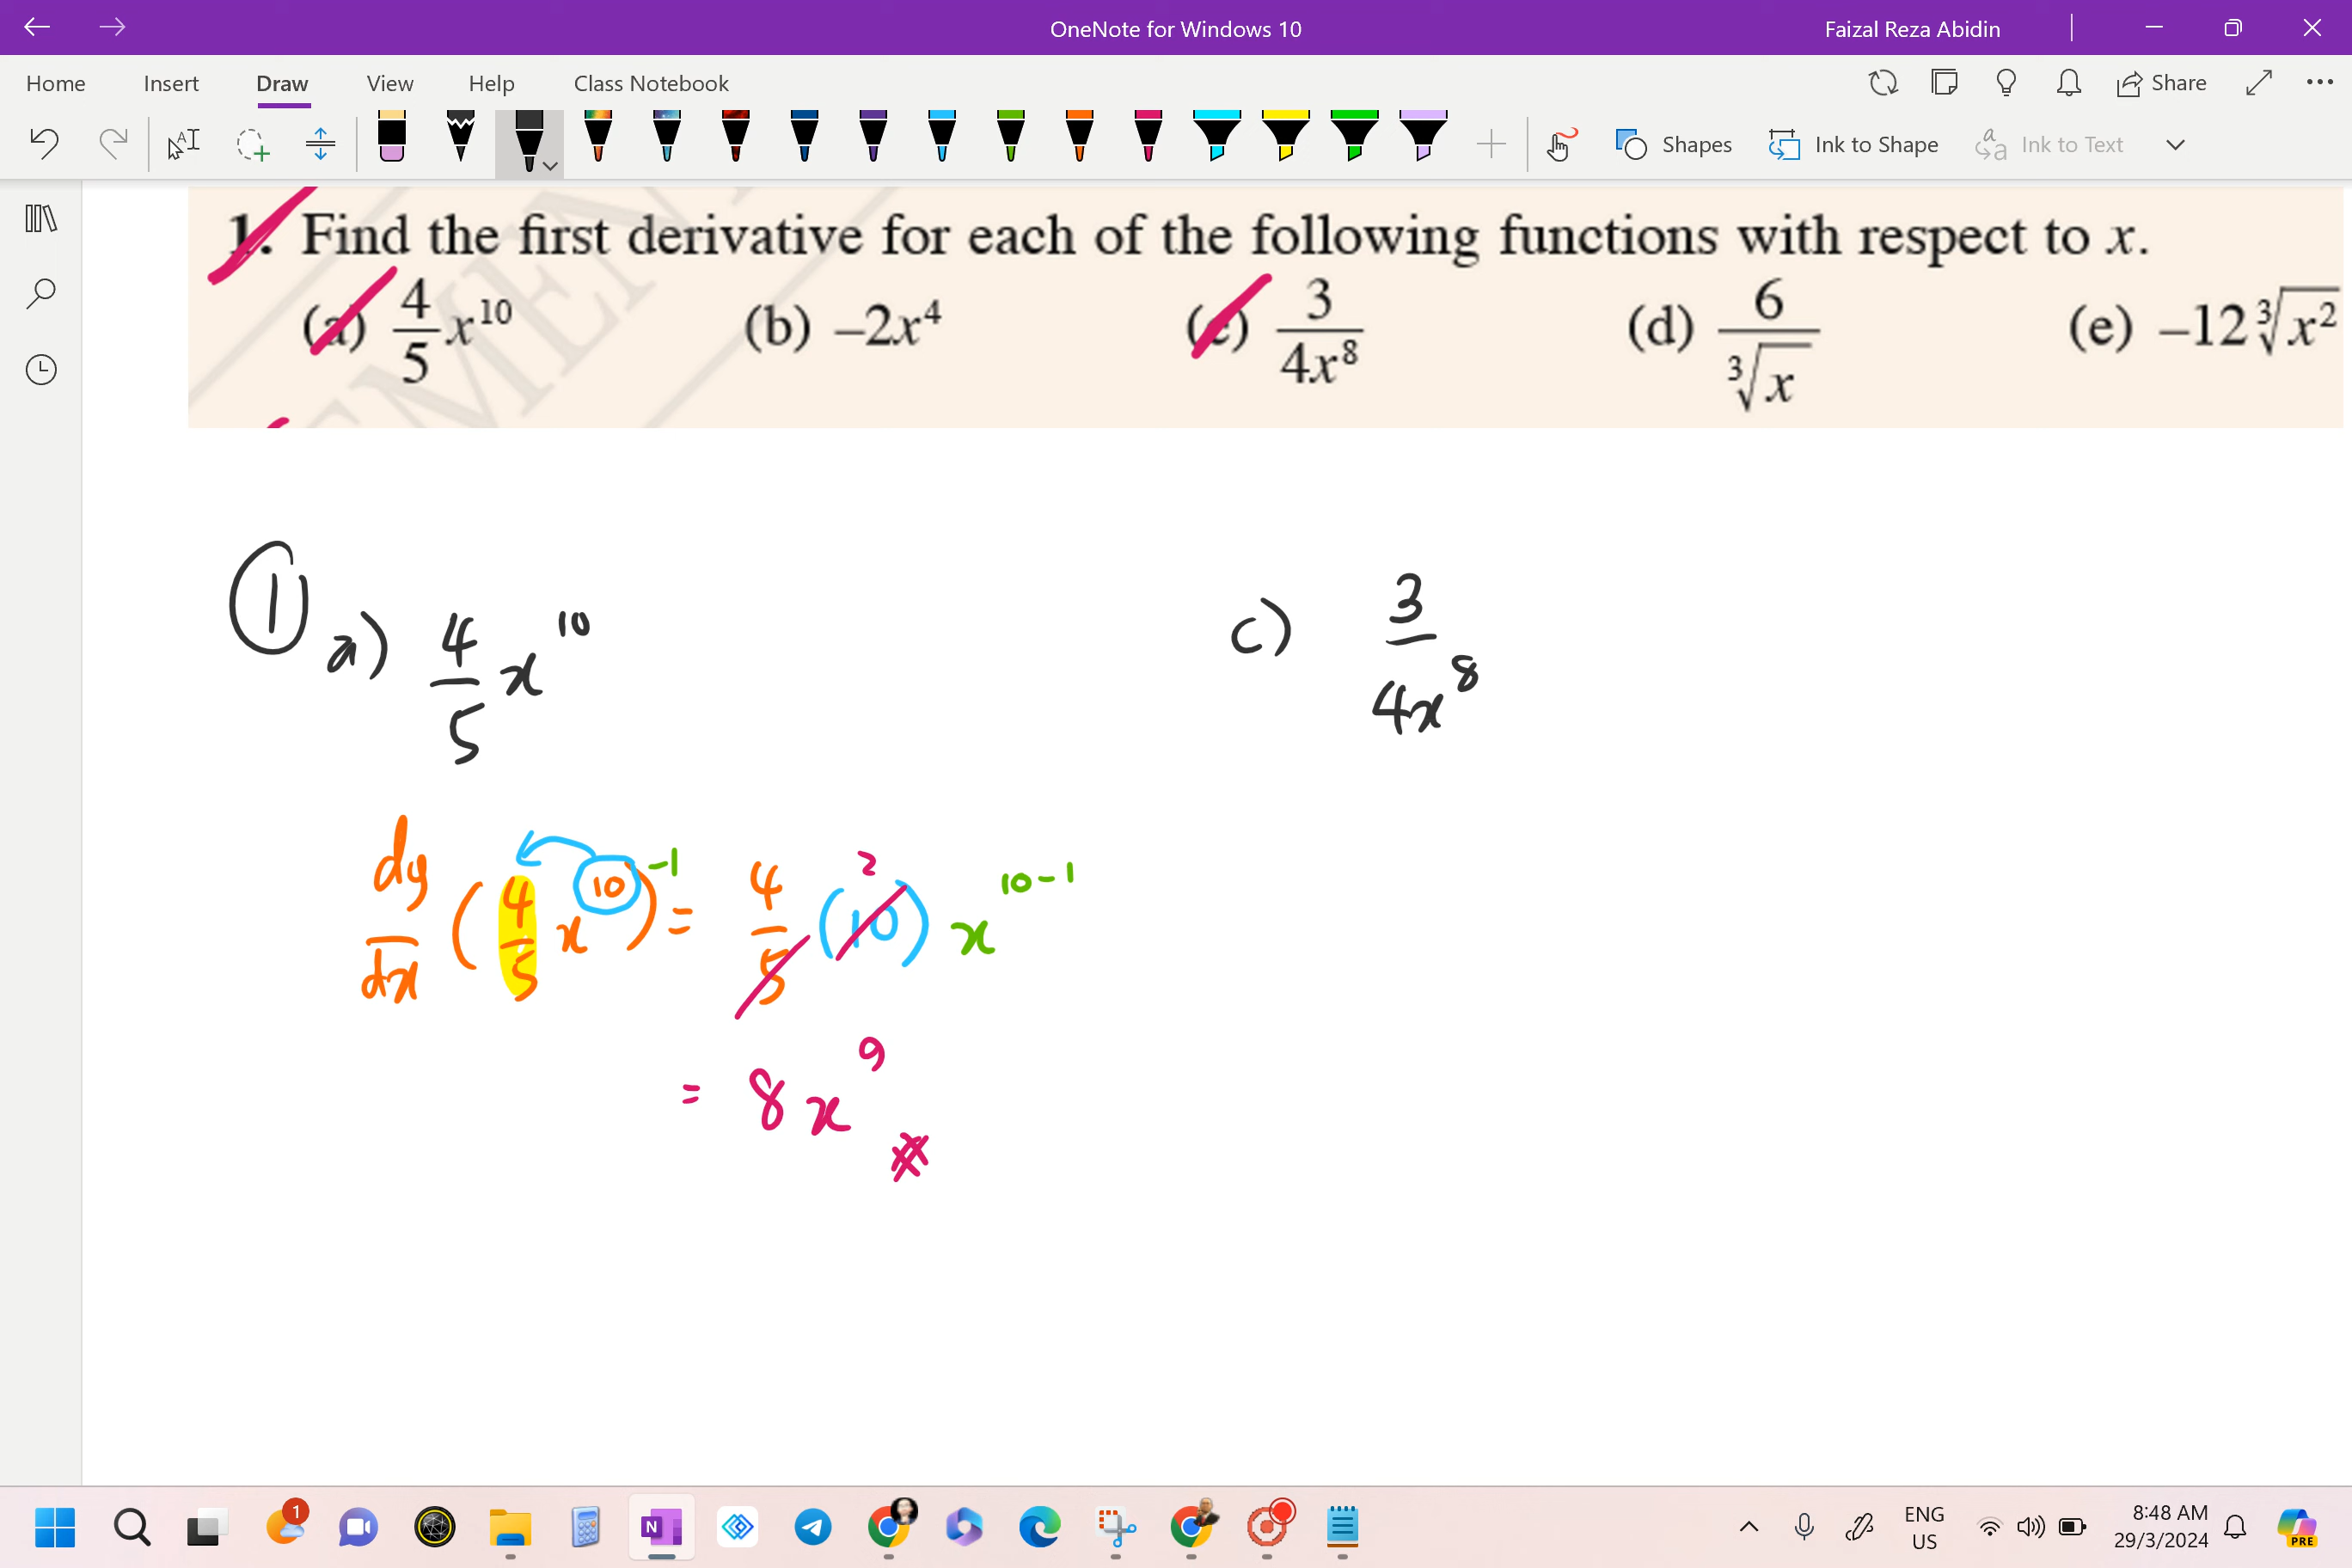 OneNote for Windows 10
Faizal Reza Abidin
Home Insert Draw View Help Class Notebook
Share
Shapes Ink to Shape Ink to Text
1. Find the first derivative for each of the following functions with respect to x.
(a) 4/5 x^10 (b) –2x^4 (c) 3/(4x^8) (d) 6/∛x (e) –12∛(x^2)
① a) 4/5 x^10
c) 3/(4x^8)
dy/dx (4/5 x^10)^-1 = 4/5 (10) 2 x^10-1
= 8x^9 #
1
N
ENG
US
8:48 AM
29/3/2024
PRE